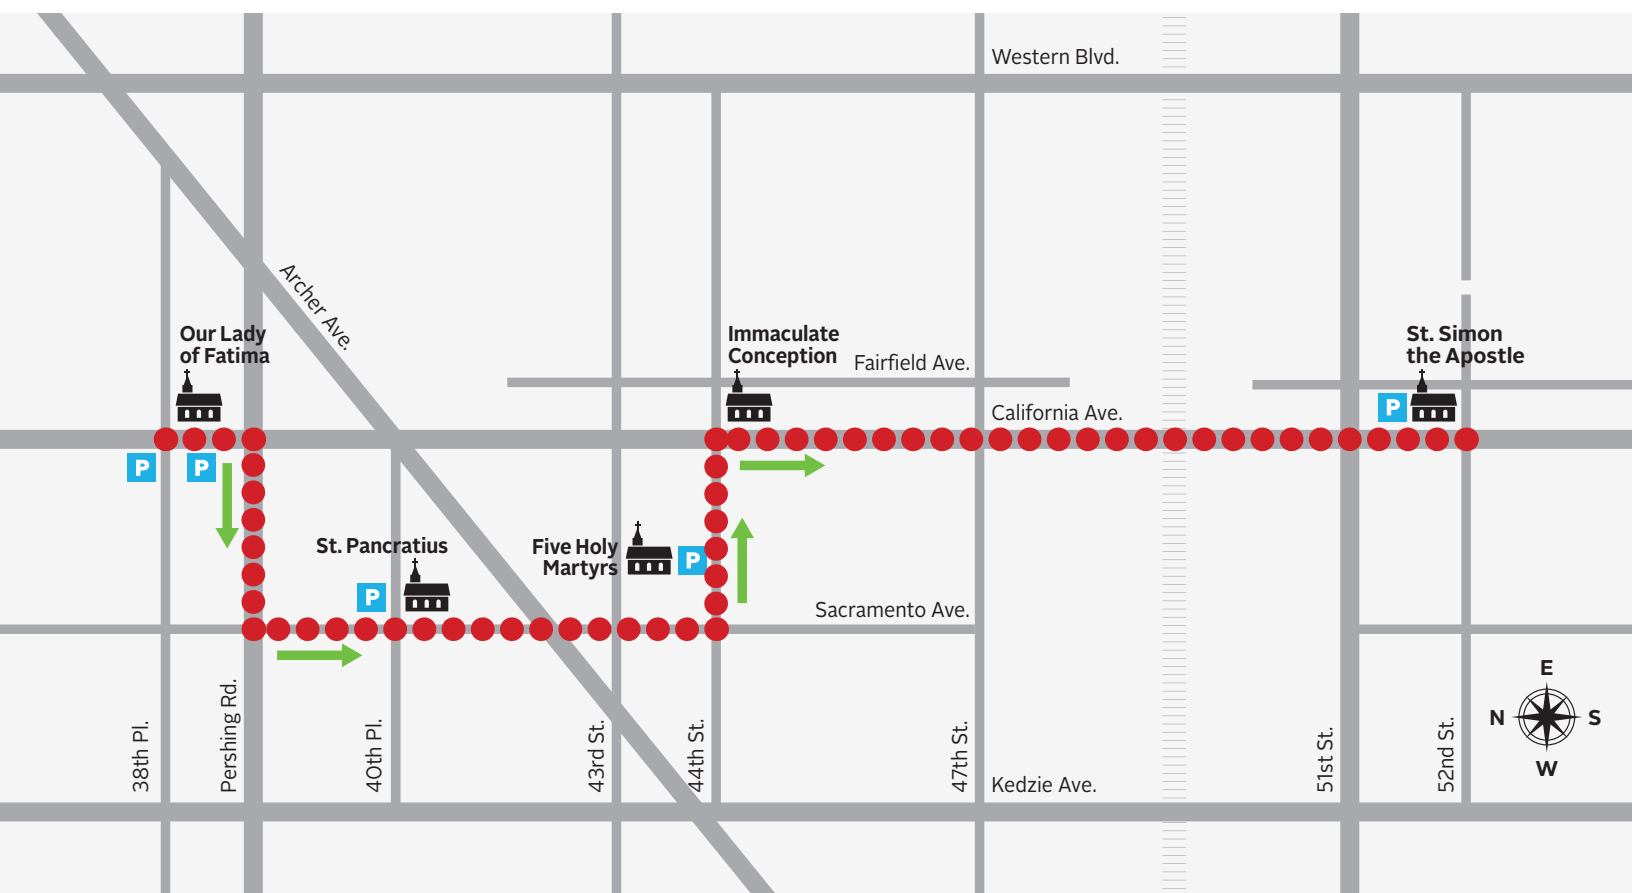 Western Blvd.
Archer Ave.
Our Lady
of Fatima
Immaculate
Conception
Fairfield Ave.
St. Simon
the Apostle
P
California Ave.
P
P
St. Pancratius
Five Holy
Martyrs
P
P
Sacramento Ave.
38th Pl.
Pershing Rd.
40th Pl.
43rd St.
44th St.
47th St.
Kedzie Ave.
51st St.
52nd St.
E
N
S
W